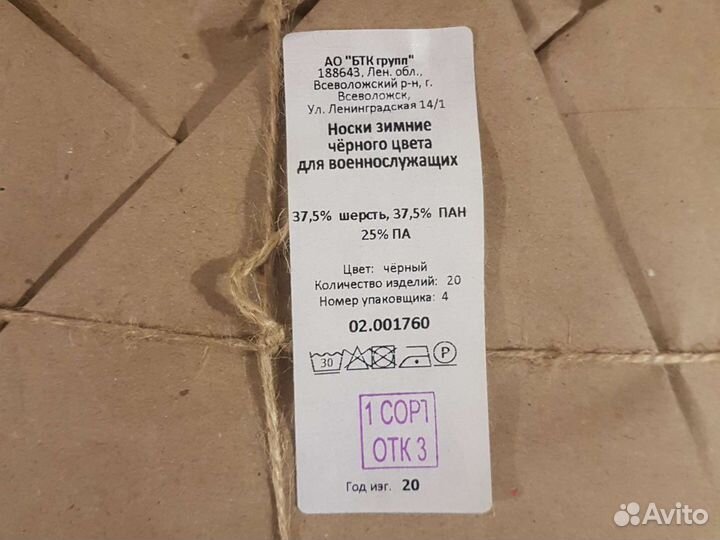 АО "БТК групп"
188643, Лен. обл.,
Всеволожский р-н, г.
Всеволожск,
Ул. Ленинградская 14/1
Носки зимние
чёрного цвета
для военнослужащих
37,5% шерсть, 37,5% ПАН
25% ПА
Цвет: чёрный
Количество изделий: 20
Номер упаковщика: 4
02.001760
30 P
1 СОРТ
ОТК 3
Год изг. 20
Avito